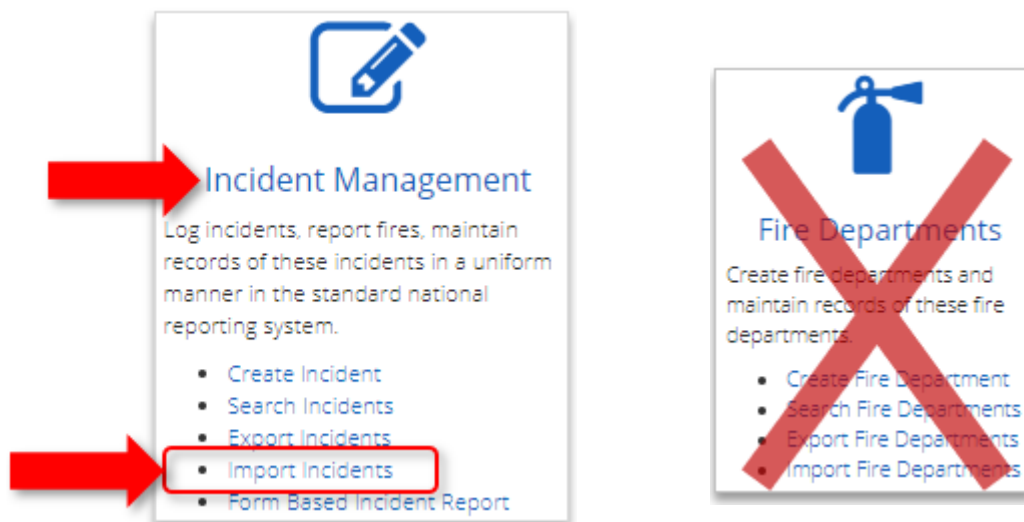 Incident Management
Log incidents, report fires, maintain
records of these incidents in a uniform
manner in the standard national
reporting system.
Create Incident
Search Incidents
Export Incidents
Import Incidents
Form Based Incident Report
Fire Departments
Create fire departments and
maintain records of these fire
departments.
Create Fire Department
Search Fire Departments
Export Fire Departments
Import Fire Departments